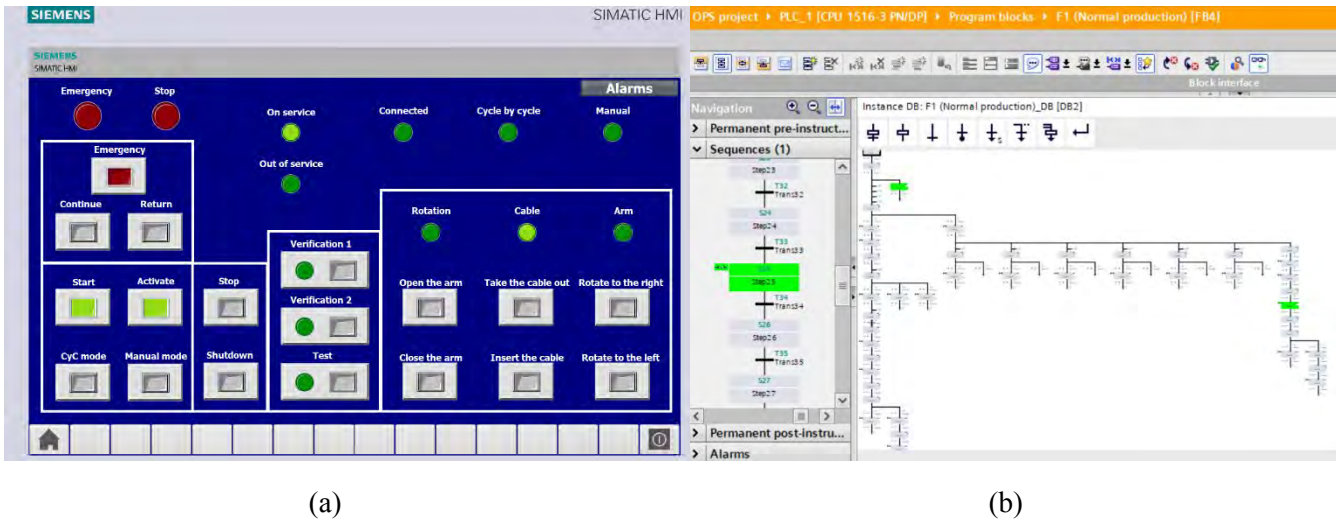 SIEMENS
SIMATIC HMI
SIEMENS
SIMATIC HMI
Alarms
Emergency
Stop
On service
Connected
Cycle by cycle
Manual
Out of service
Emergency
Continue
Return
Rotation
Cable
Arm
Verification 1
Start
Activate
Stop
Open the arm
Take the cable out
Rotate to the right
Verification 2
CyC mode
Manual mode
Shutdown
Test
Close the arm
Insert the cable
Rotate to the left
(a)
OPS project
PLC_1 [CPU 1516-3 PN/DP]
Program blocks
F1 (Normal production) [FB4]
Block interface
Navigation
Instance DB: F1 (Normal production)_DB [DB2]
Permanent pre-instruct...
Sequences (1)
Step23
T32
Trans32
S24
Step24
T33
Trans33
Step25
T34
Trans34
S26
Step26
T35
Trans35
S27
Step27
Permanent post-instru...
Alarms
(b)